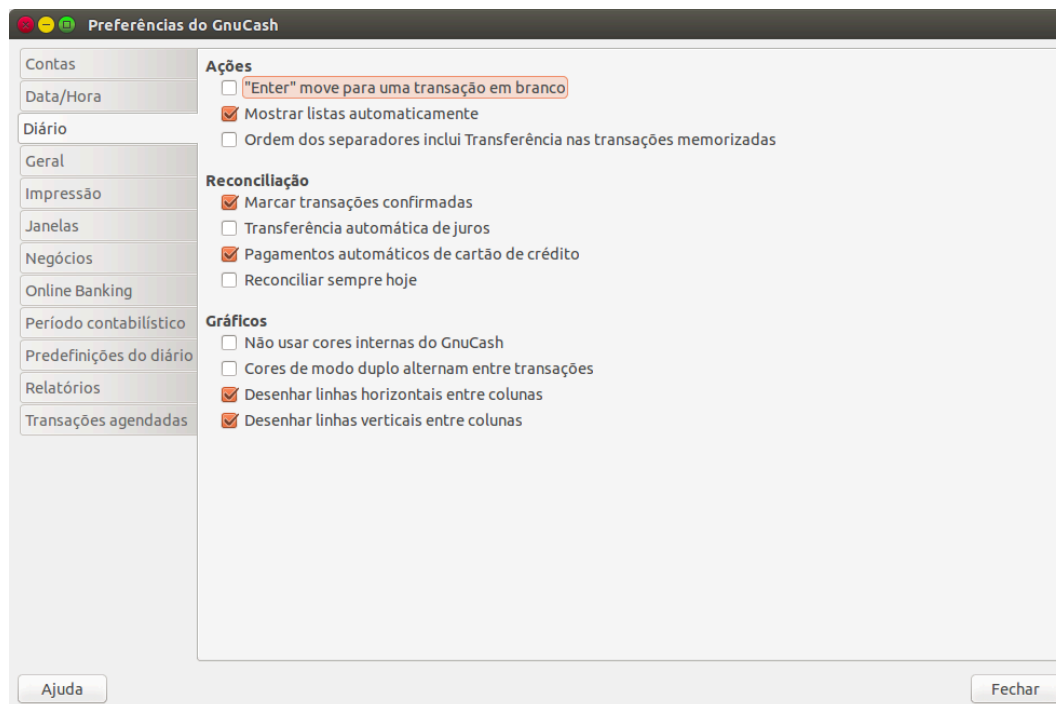 Preferências do GnuCash
Contas
Data/Hora
Diário
Geral
Impressão
Janelas
Negócios
Online Banking
Período contabilístico
Predefinições do diário
Relatórios
Transações agendadas
Ações
"Enter" move para uma transação em branco
Mostrar listas automaticamente
Ordem dos separadores inclui Transferência nas transações memorizadas
Reconciliação
Marcar transações confirmadas
Transferência automática de juros
Pagamentos automáticos de cartão de crédito
Reconciliar sempre hoje
Gráficos
Não usar cores internas do GnuCash
Cores de modo duplo alternam entre transações
Desenhar linhas horizontais entre colunas
Desenhar linhas verticais entre colunas
Ajuda
Fechar